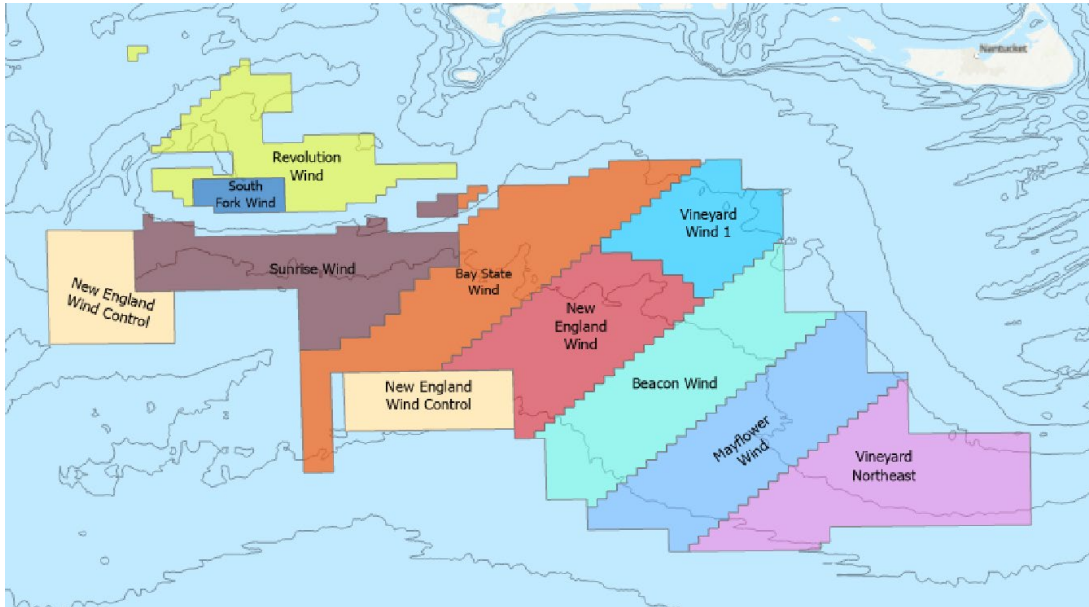 Nantucket
Revolution
Wind
South
Fork Wind
Vineyard
Wind 1
Sunrise Wind
Bay State
Wind
New England
Wind Control
New
England
Wind
New England
Wind Control
Beacon Wind
Mayflower
Wind
Vineyard
Northeast